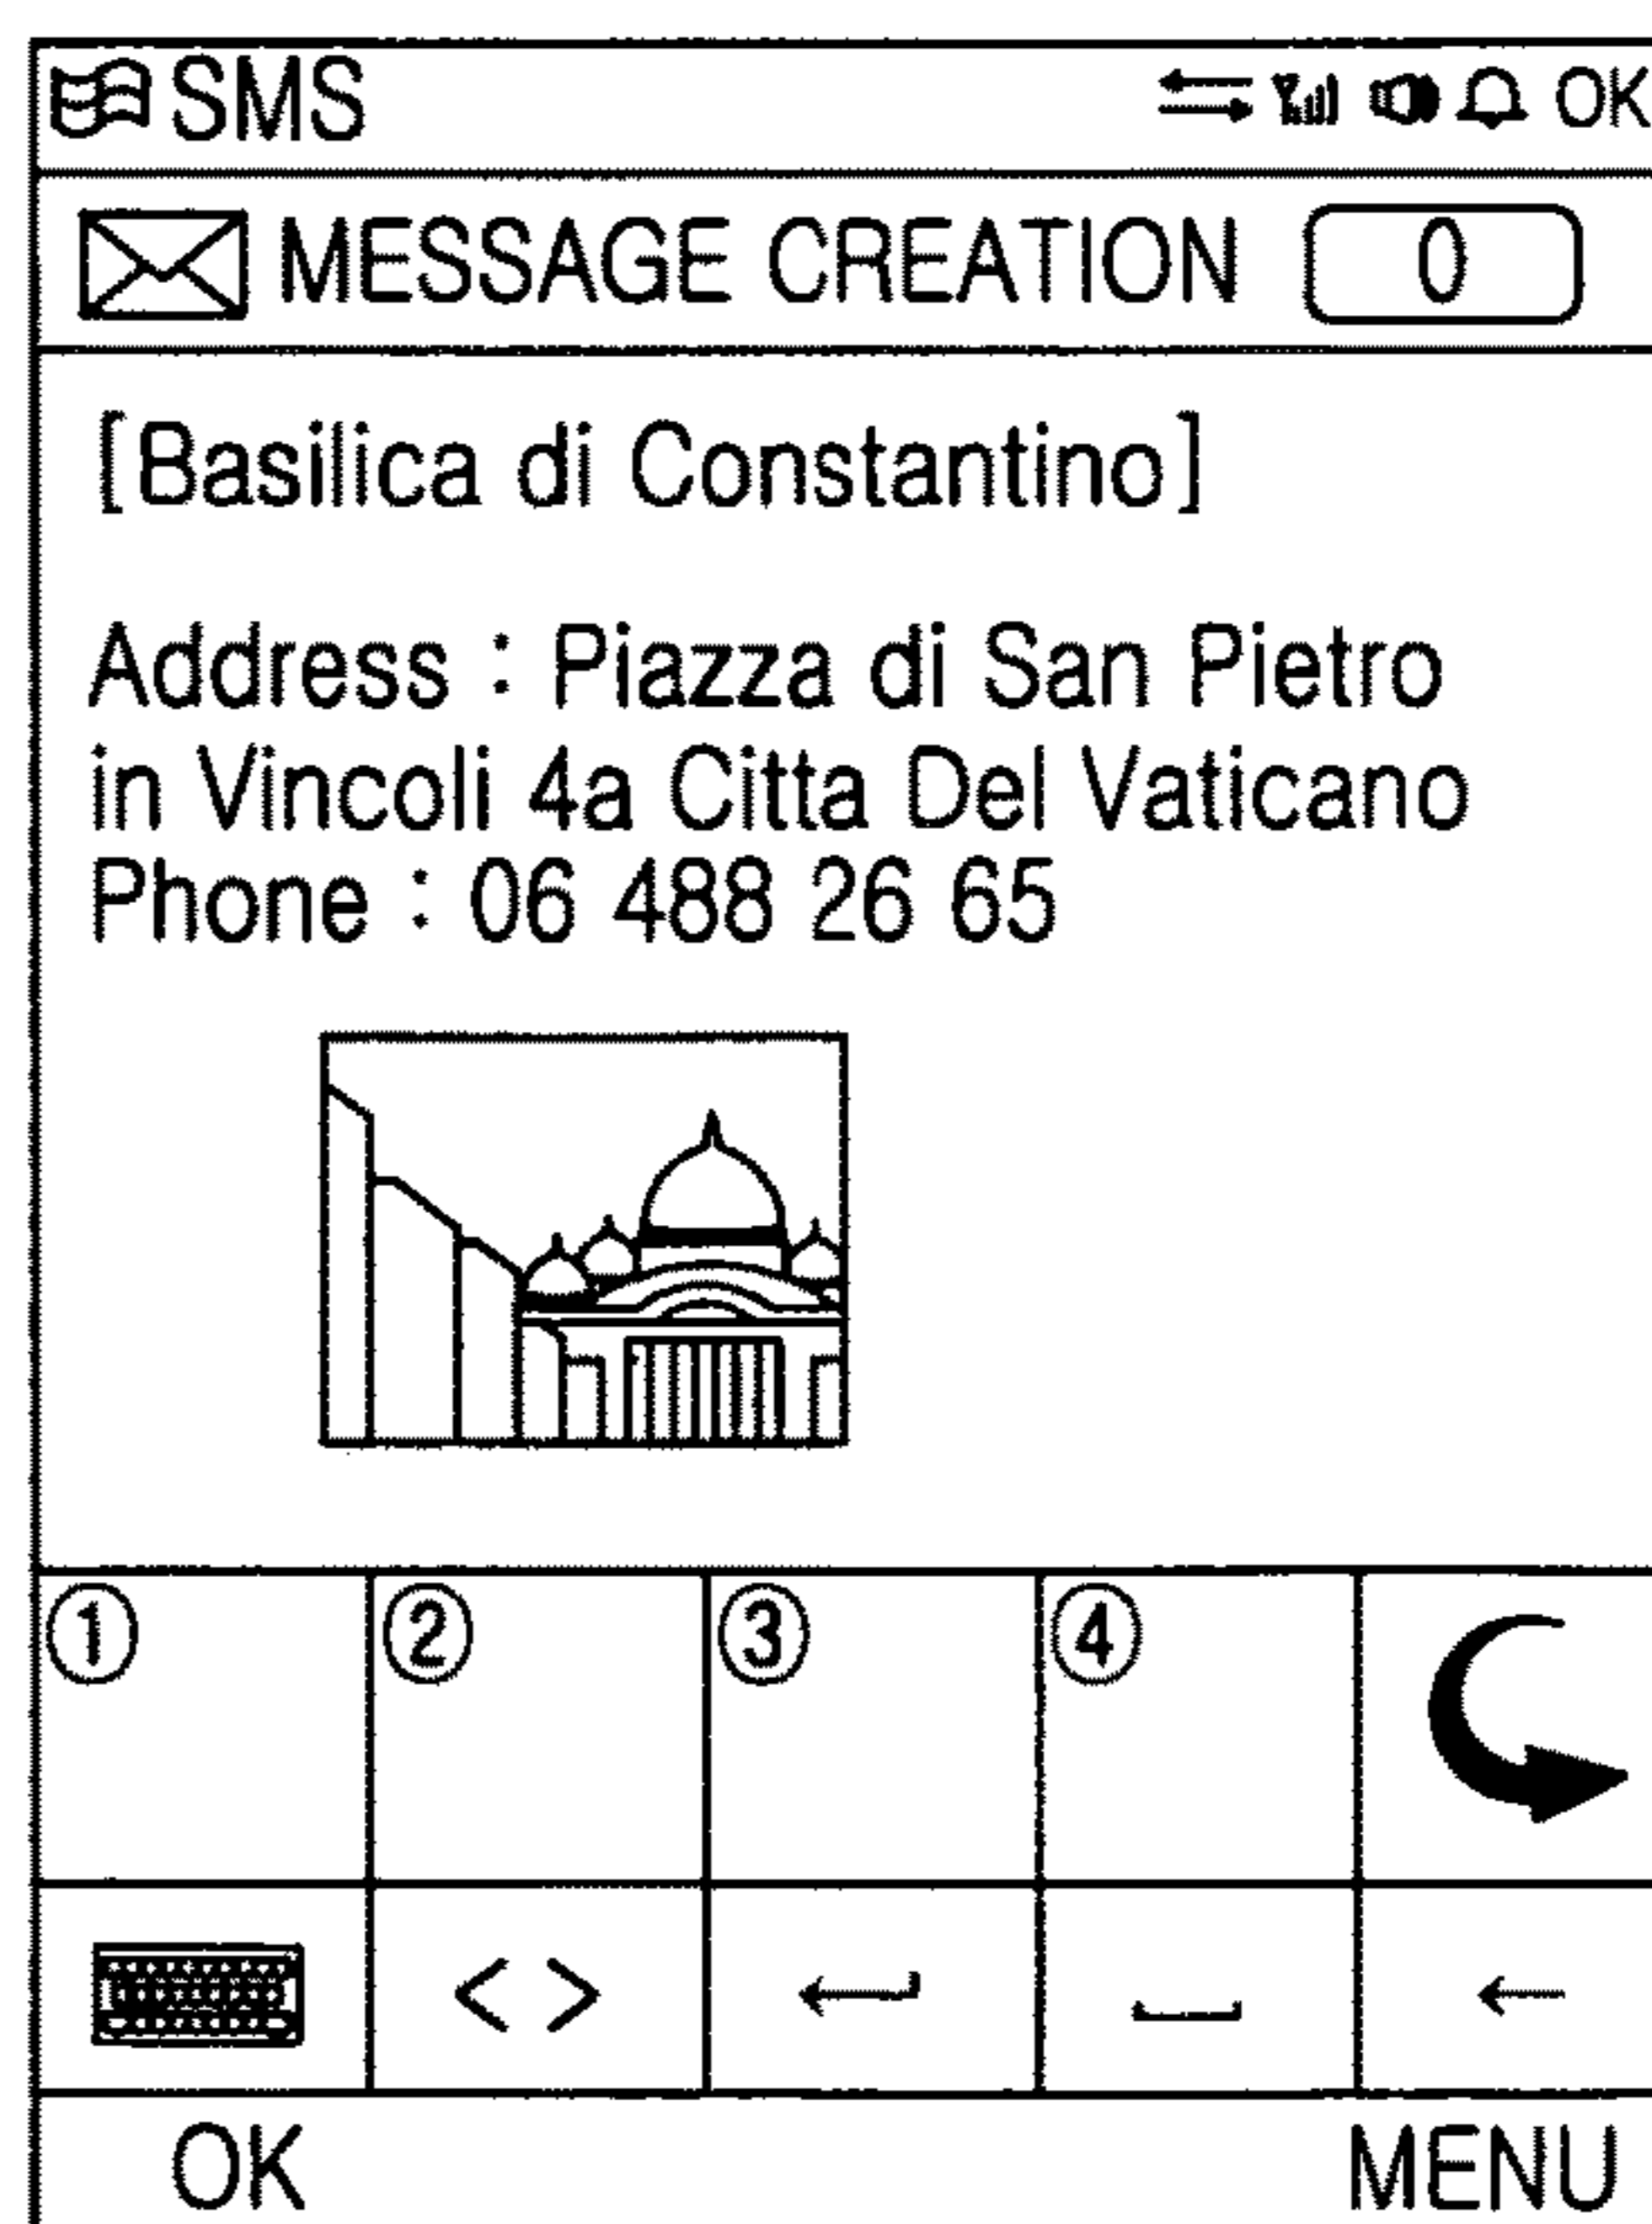 SMS OK
MESSAGE CREATION 0
[Basilica di Constantino]
Address : Piazza di San Pietro
in Vincoli 4a Citta Del Vaticano
Phone : 06 488 26 65
① ② ③ ④
< >
OK MENU